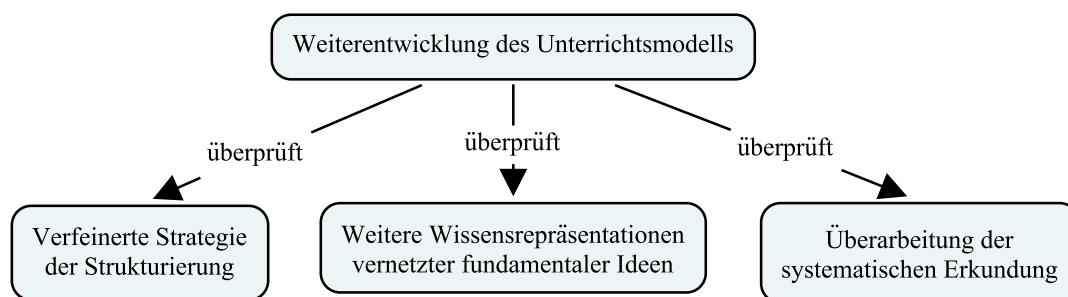 Weiterentwicklung des Unterrichtsmodells
überprüft
überprüft
überprüft
Verfeinerte Strategie
der Strukturierung
Weitere Wissensrepräsentationen
vernetzter fundamentaler Ideen
Überarbeitung der
systematischen Erkundung